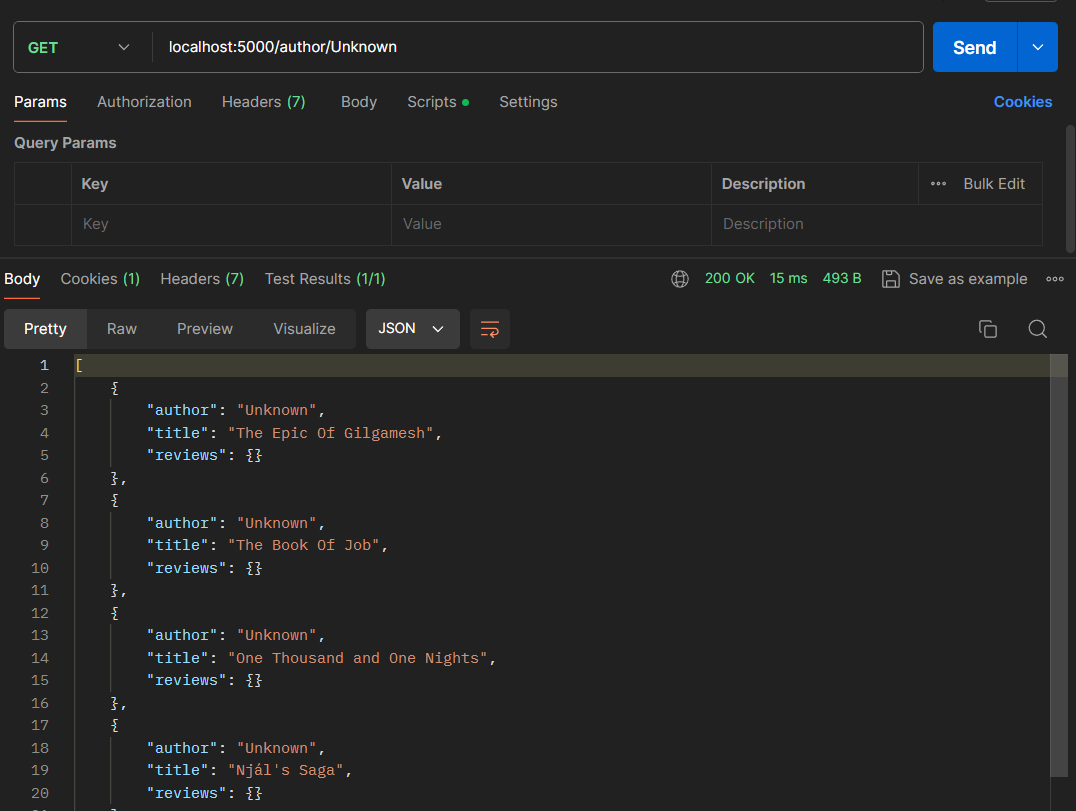 GET localhost:5000/author/Unknown Send
Params Authorization Headers (7) Body Scripts Settings Cookies
Query Params
Key Value Description ••• Bulk Edit
Key Value Description
Body Cookies (1) Headers (7) Test Results (1/1) 200 OK 15 ms 493 B Save as example
Pretty Raw Preview Visualize JSON
1 [
2 {
3 "author": "Unknown",
4 "title": "The Epic Of Gilgamesh",
5 "reviews": {}
6 },
7 {
8 "author": "Unknown",
9 "title": "The Book Of Job",
10 "reviews": {}
11 },
12 {
13 "author": "Unknown",
14 "title": "One Thousand and One Nights",
15 "reviews": {}
16 },
17 {
18 "author": "Unknown",
19 "title": "Njál's Saga",
20 "reviews": {}